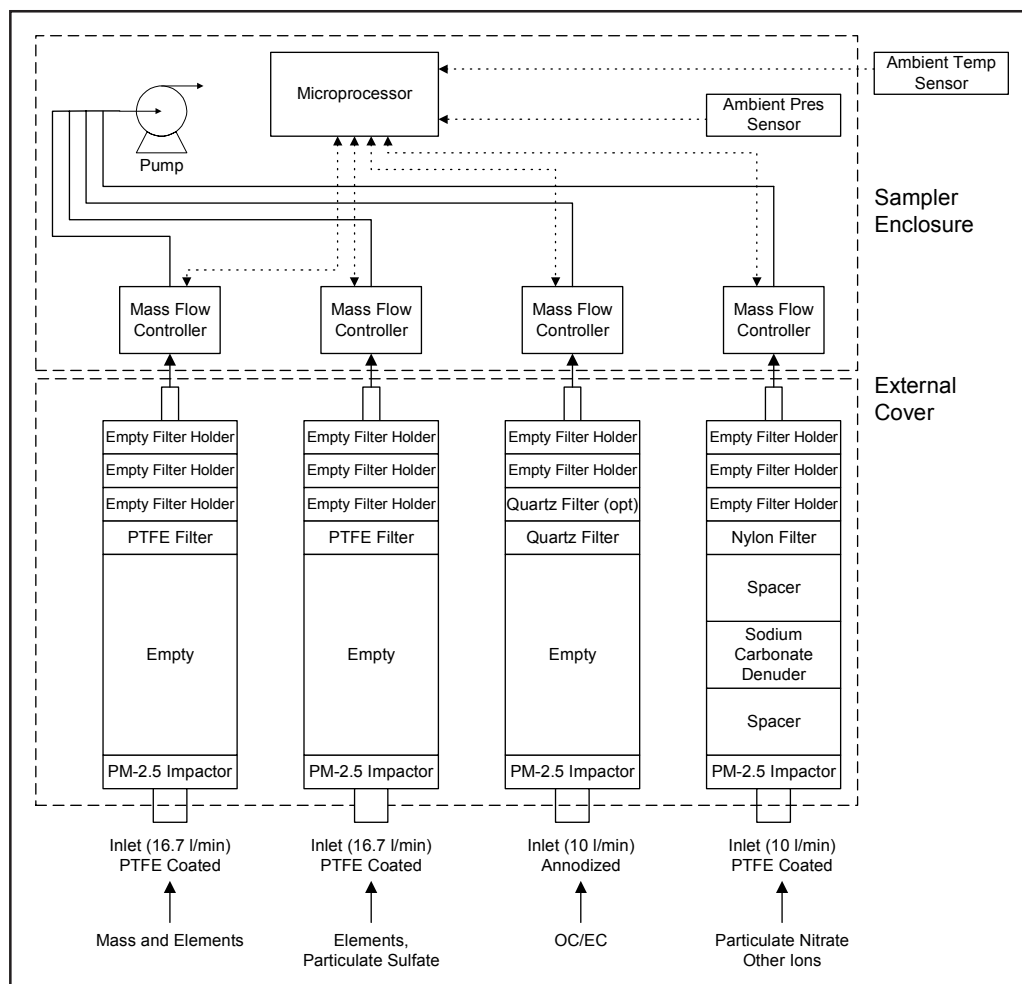 Ambient Temp
Sensor
Microprocessor
Ambient Pres
Sensor
Pump
Sampler
Enclosure
Mass Flow
Controller
Mass Flow
Controller
Mass Flow
Controller
Mass Flow
Controller
External
Cover
Empty Filter Holder
Empty Filter Holder
Empty Filter Holder
PTFE Filter
Empty
PM-2.5 Impactor
Inlet (16.7 l/min)
PTFE Coated
Mass and Elements
Empty Filter Holder
Empty Filter Holder
Empty Filter Holder
PTFE Filter
Empty
PM-2.5 Impactor
Inlet (16.7 l/min)
PTFE Coated
Elements,
Particulate Sulfate
Empty Filter Holder
Empty Filter Holder
Quartz Filter (opt)
Quartz Filter
Empty
PM-2.5 Impactor
Inlet (10 l/min)
Annodized
OC/EC
Empty Filter Holder
Empty Filter Holder
Empty Filter Holder
Nylon Filter
Spacer
Sodium
Carbonate
Denuder
Spacer
PM-2.5 Impactor
Inlet (10 l/min)
PTFE Coated
Particulate Nitrate
Other Ions